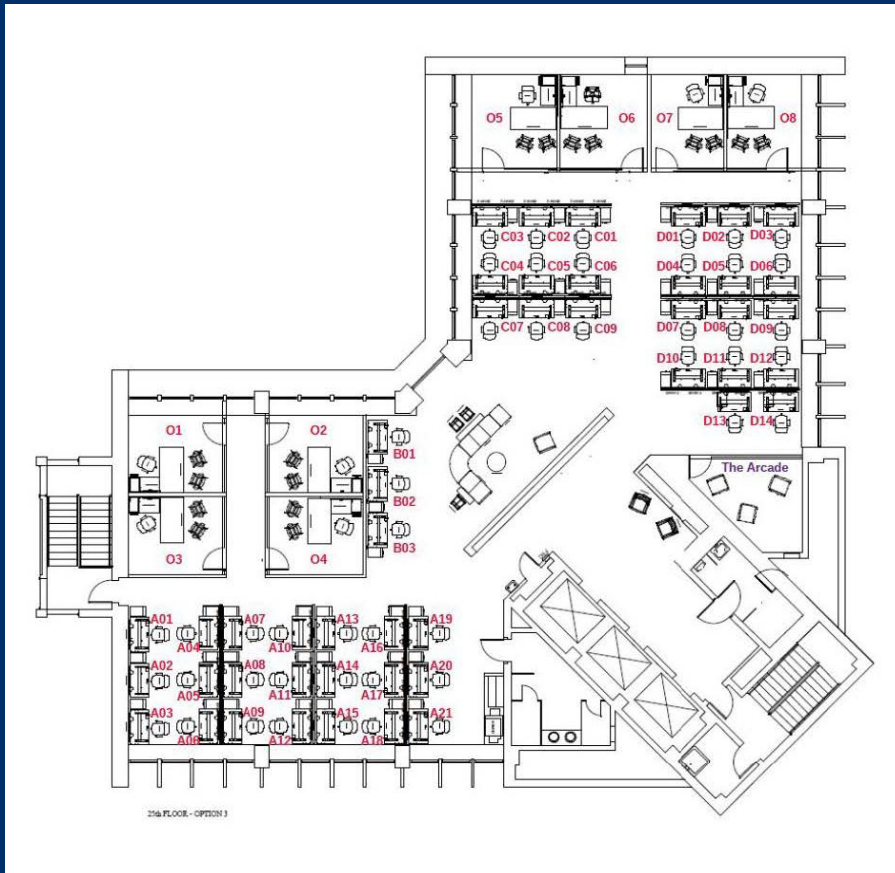 O5 O6 O7 O8
C03 C02 C01 D01 D02 D03
C04 C05 C06 D04 D05 D06
C07 C08 C09 D07 D08 D09
D10 D11 D12
D13 D14
O1 O2
B01
The Arcade
B02
B03
O3 O4
A01 A07 A13 A19
A04 A10 A16
A02 A08 A14 A20
A05 A11 A17
A03 A09 A15 A21
A06 A12 A18
25th FLOOR - OPTION 3